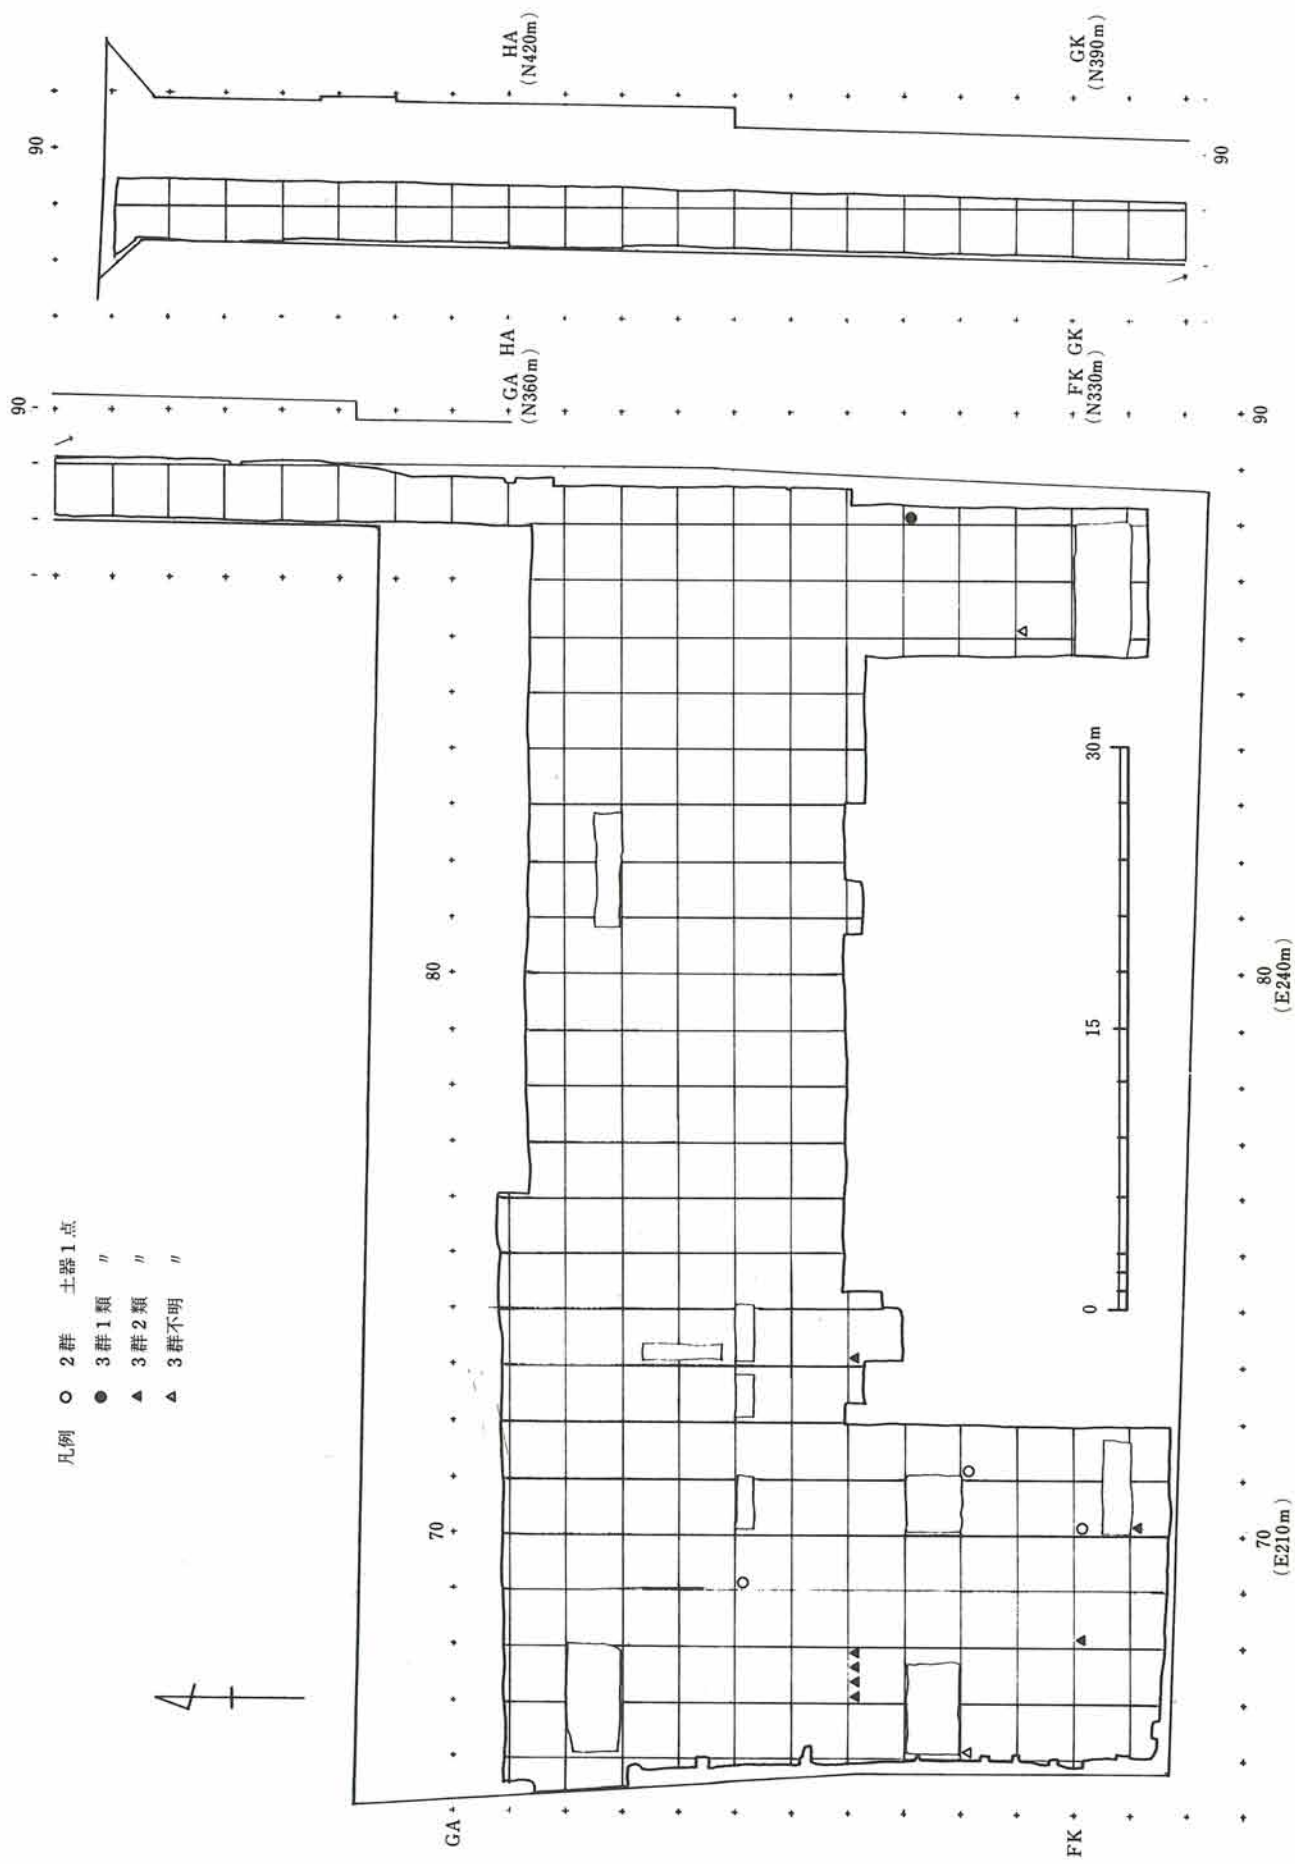 凡例
○ 2群 土器1点
● 3群1類 〃
▲ 3群2類 〃
△ 3群不明 〃
90
HA
(N420m)
GK
(N390m)
90
90
GA HA
(N360m)
FK GK
(N330m)
90
80
80
(E240m)
70
70
(E210m)
GA
FK
0
15
30m